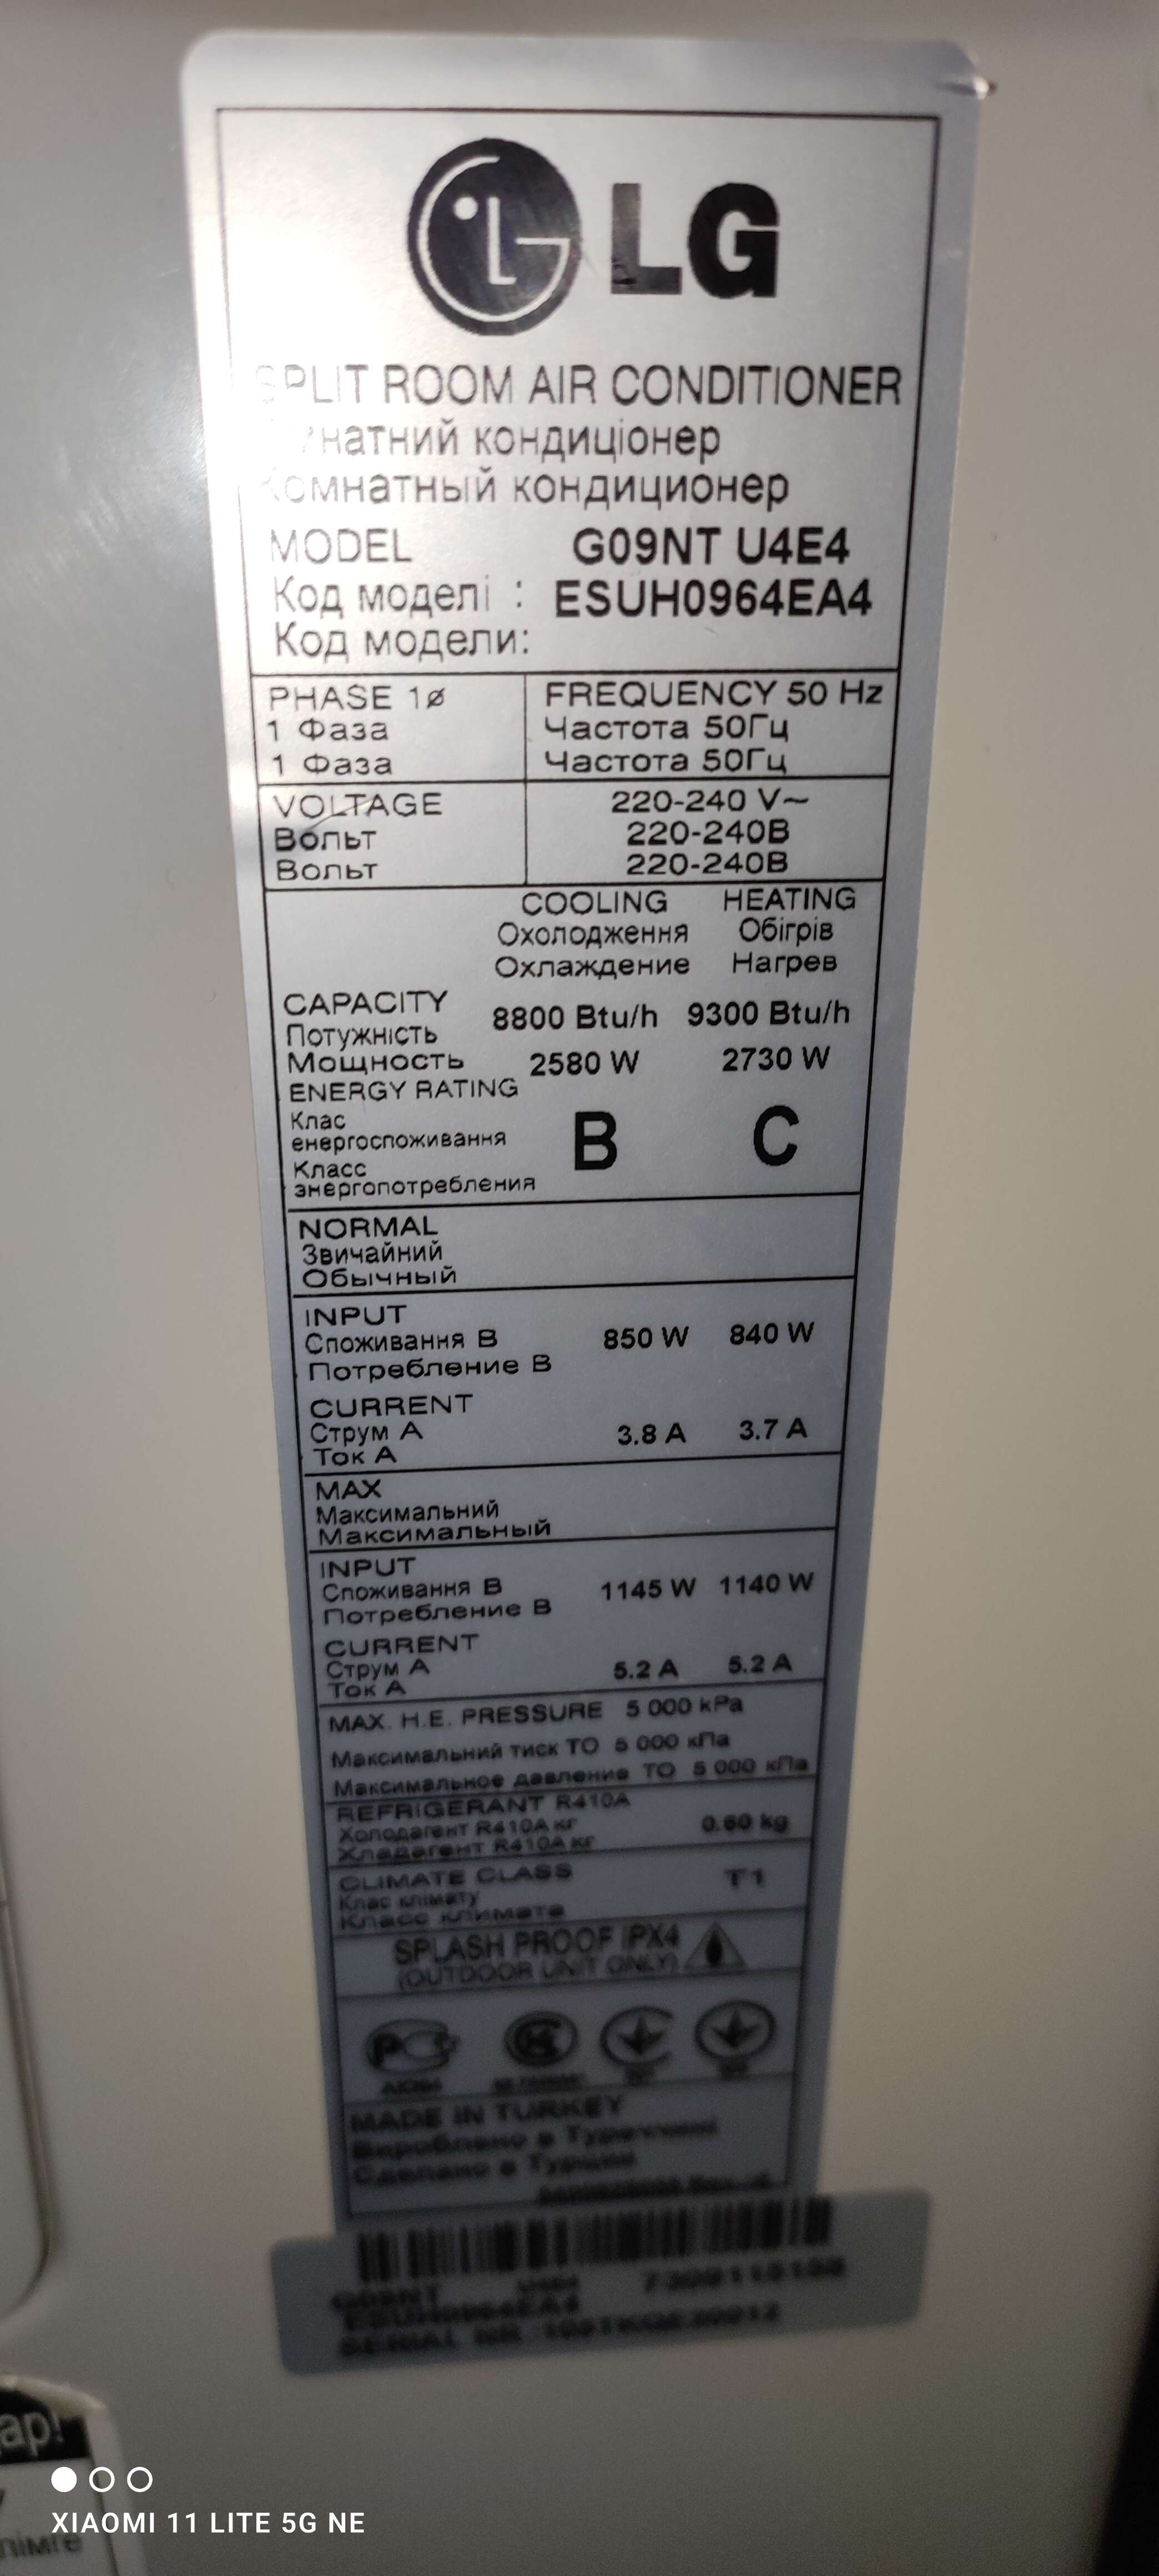 LG
SPLIT ROOM AIR CONDITIONER
кондиціонер
Комнатный кондиционер
MODEL G09NT U4E4
Код моделі : ESUH0964EA4
Код модели:
PHASE 1ø FREQUENCY 50 Hz
1 Фаза Частота 50Гц
1 Фаза Частота 50Гц
VOLTAGE 220-240 V~
Вольт 220-240В
Вольт 220-240В
COOLING HEATING
Охолодження Обігрів
Охлаждение Нагрев
CAPACITY 8800 Btu/h 9300 Btu/h
Потужність
Мощность 2580 W 2730 W
ENERGY RATING
Клас
енергоспоживання B C
Класс
энергопотребления
NORMAL
Звичайний
Обычный
INPUT
Споживання В 850 W 840 W
Потребление В
CURRENT
Струм А 3.8 A 3.7 A
Ток А
MAX
Максимальний
Максимальный
INPUT
Споживання В 1145 W 1140 W
Потребление В
CURRENT
Струм А 5.2 A 5.2 A
Ток А
MAX. H.E. PRESSURE 5 000 kPa
Максимальний тиск ТО 5 000 кПа
Максимальное давление ТО 5 000 кПа
REFRIGERANT R410A
Холодагент R410A кг 0.60 kg
Хладагент R410A кг
CLIMATE CLASS T1
Клас клімату
Класс климата
SPLASH PROOF IPX4
(OUTDOOR UNIT ONLY)
MADE IN TURKEY
Вироблено в Туреччині
Сделано в Турции
G09NT
ESUH0964EA4
SERIAL NR.
ар!
XIAOMI 11 LITE 5G NE